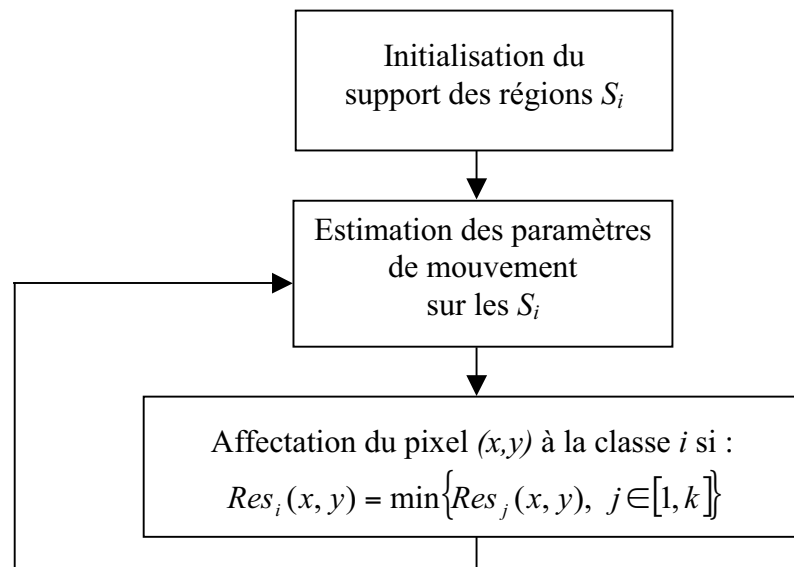 Initialisation du
support des régions Sᵢ
Estimation des paramètres
de mouvement
sur les Sᵢ
Affectation du pixel (x,y) à la classe i si :
Resᵢ(x, y) = min{Resⱼ(x, y), j∈[1, k]}